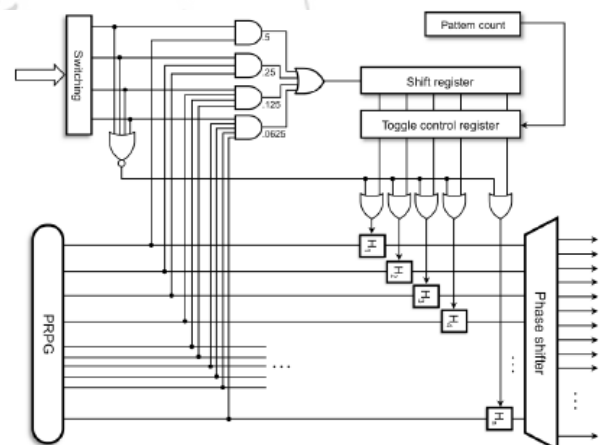 Pattern count
Switching
.5
.25
.125
.0625
Shift register
Toggle control register
H1
H2
H3
H4
Hn
PRPG
Phase shifter
...
...
...